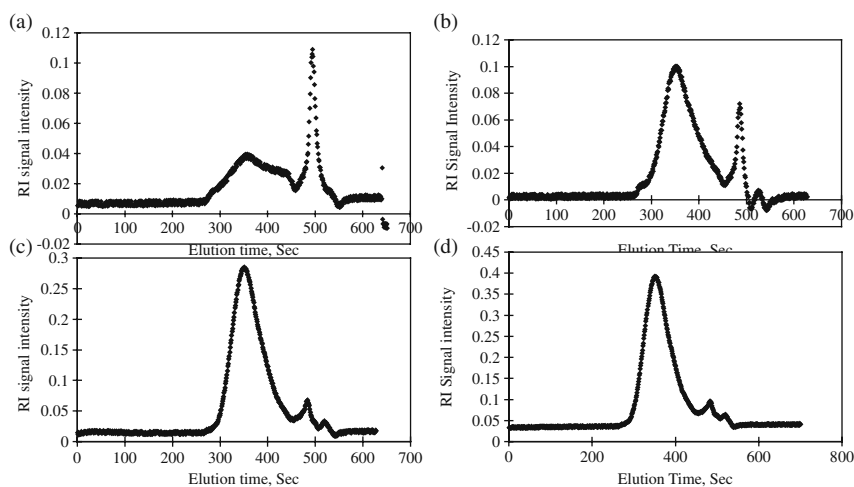 (a)
0.12
0.1
0.08
0.06
0.04
0.02
0
-0.02
RI signal intensity
0 100 200 300 400 500 600 700
Elution time, Sec
(b)
0.12
0.1
0.08
0.06
0.04
0.02
0
-0.02
RI Signal Intensity
0 100 200 300 400 500 600 700
Elution Time, Sec
(c)
0.3
0.25
0.2
0.15
0.1
0.05
0
RI signal intensity
0 100 200 300 400 500 600 700
Elution time, Sec
(d)
0.45
0.4
0.35
0.3
0.25
0.2
0.15
0.1
0.05
0
RI Signal intensity
0 200 400 600 800
Elution Time, Sec